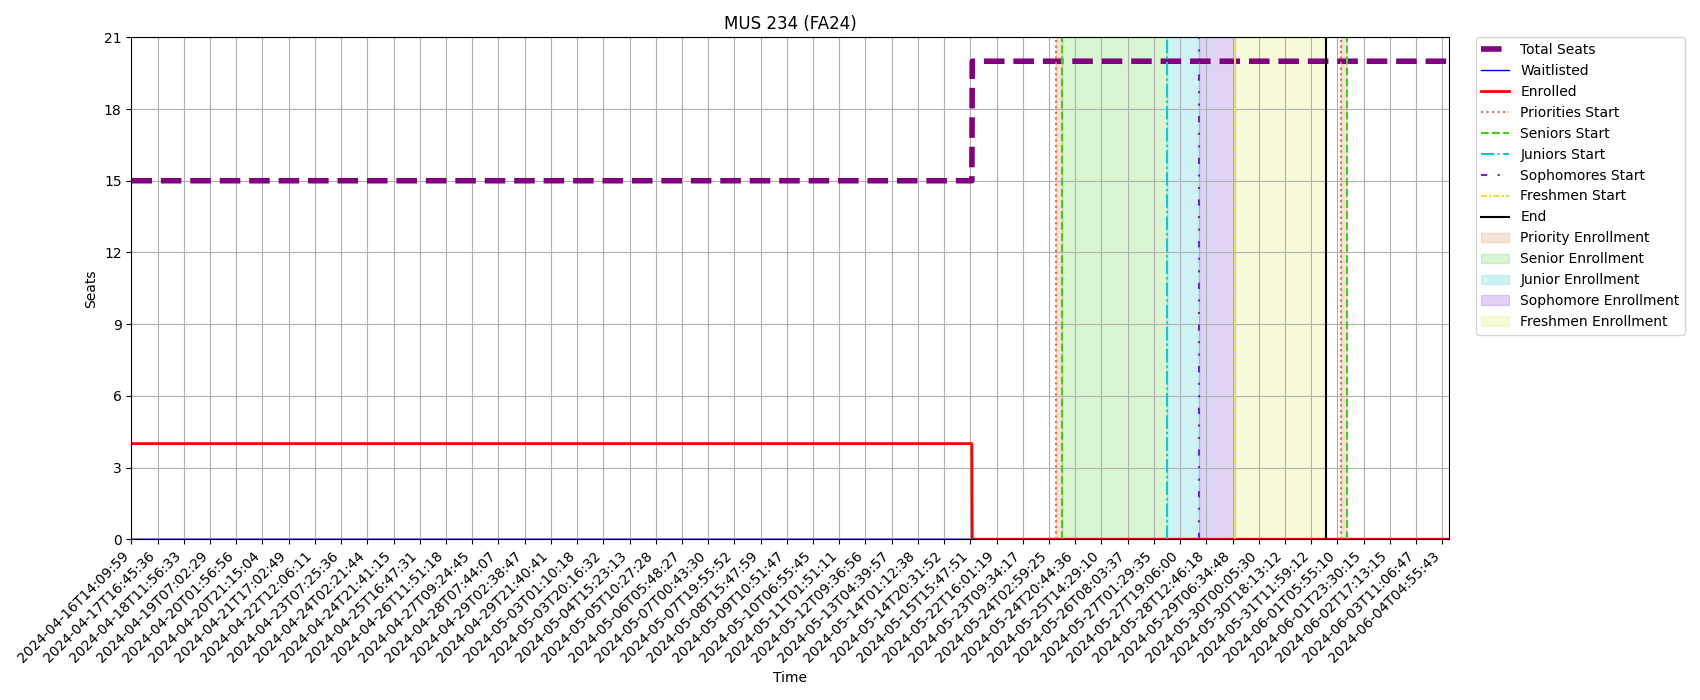 MUS 234 (FA24)
21
18
15
12
9
6
3
0
Seats
2024-04-16T14:09:59
2024-04-17T16:45:36
2024-04-18T11:56:33
2024-04-19T07:02:29
2024-04-20T01:56:56
2024-04-20T21:15:04
2024-04-21T17:02:49
2024-04-22T12:06:11
2024-04-23T07:25:36
2024-04-24T02:21:44
2024-04-24T21:41:15
2024-04-25T16:47:31
2024-04-26T11:51:18
2024-04-27T09:24:45
2024-04-28T07:44:07
2024-04-29T02:38:47
2024-04-29T21:40:41
2024-05-03T01:10:18
2024-05-03T20:16:32
2024-05-04T15:23:13
2024-05-05T10:27:28
2024-05-06T05:48:27
2024-05-07T00:43:30
2024-05-07T19:55:52
2024-05-08T15:47:59
2024-05-09T10:51:47
2024-05-10T06:55:45
2024-05-11T01:51:11
2024-05-12T09:36:56
2024-05-13T04:39:57
2024-05-14T01:12:38
2024-05-14T20:31:52
2024-05-15T15:47:51
2024-05-22T16:01:19
2024-05-23T09:34:17
2024-05-24T02:59:25
2024-05-24T20:44:36
2024-05-25T14:29:10
2024-05-26T08:03:37
2024-05-27T01:29:35
2024-05-27T19:06:00
2024-05-28T12:46:18
2024-05-29T06:34:48
2024-05-30T00:05:30
2024-05-30T18:13:12
2024-05-31T11:59:12
2024-06-01T05:55:10
2024-06-01T23:30:15
2024-06-02T17:13:15
2024-06-03T11:06:47
2024-06-04T04:55:43
Time
Total Seats
Waitlisted
Enrolled
Priorities Start
Seniors Start
Juniors Start
Sophomores Start
Freshmen Start
End
Priority Enrollment
Senior Enrollment
Junior Enrollment
Sophomore Enrollment
Freshmen Enrollment